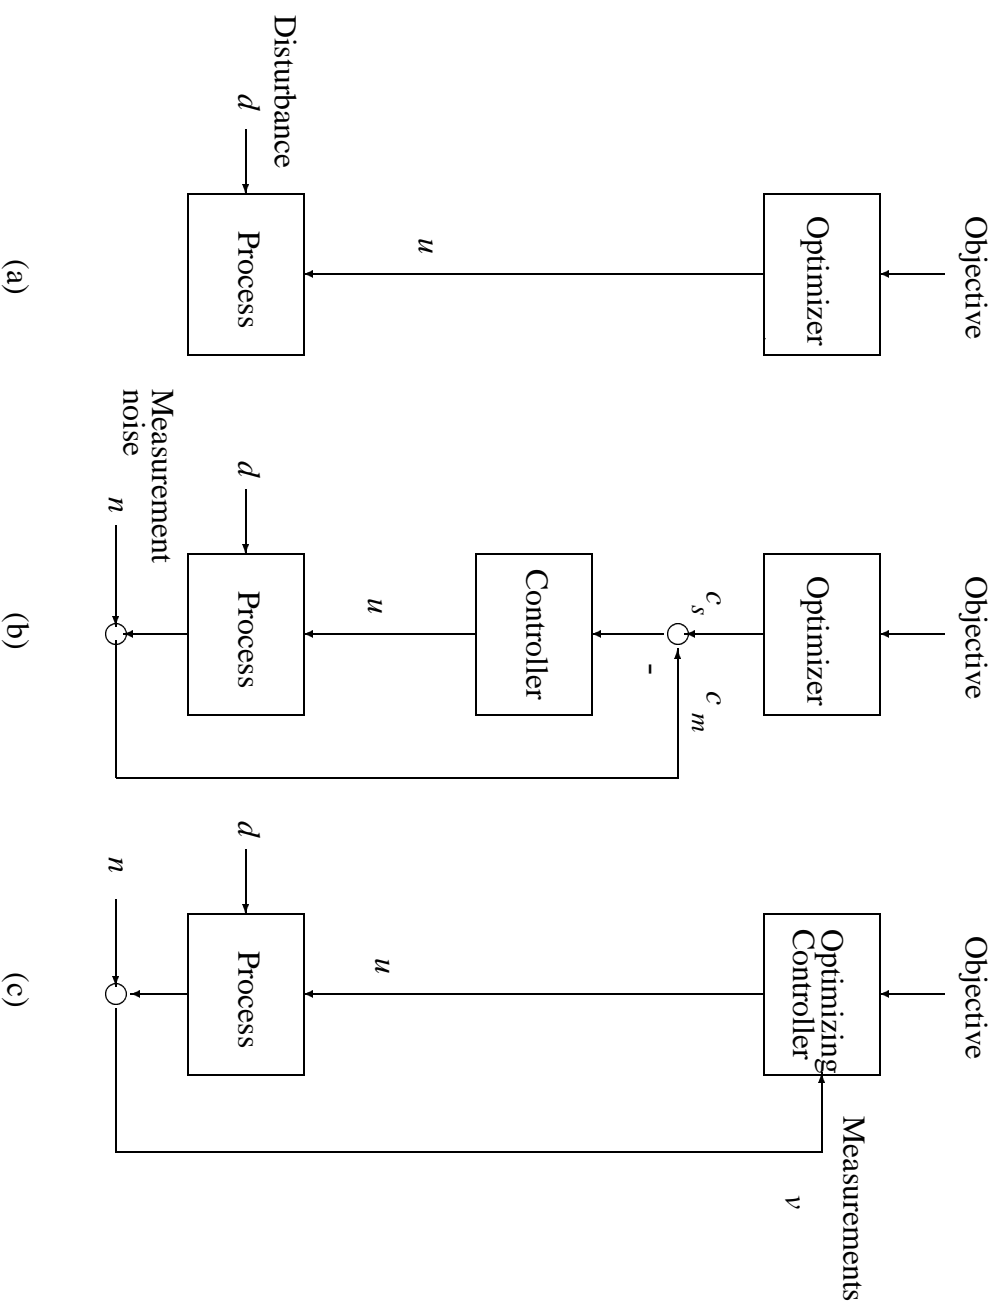 Objective
Objective
Objective
Optimizer
Optimizer
Optimizing
Controller
Measurements
v
c s
c m
-
Controller
u
u
u
Disturbance
d
d
d
Process
Process
Process
Measurement
noise
n
n
(a)
(b)
(c)